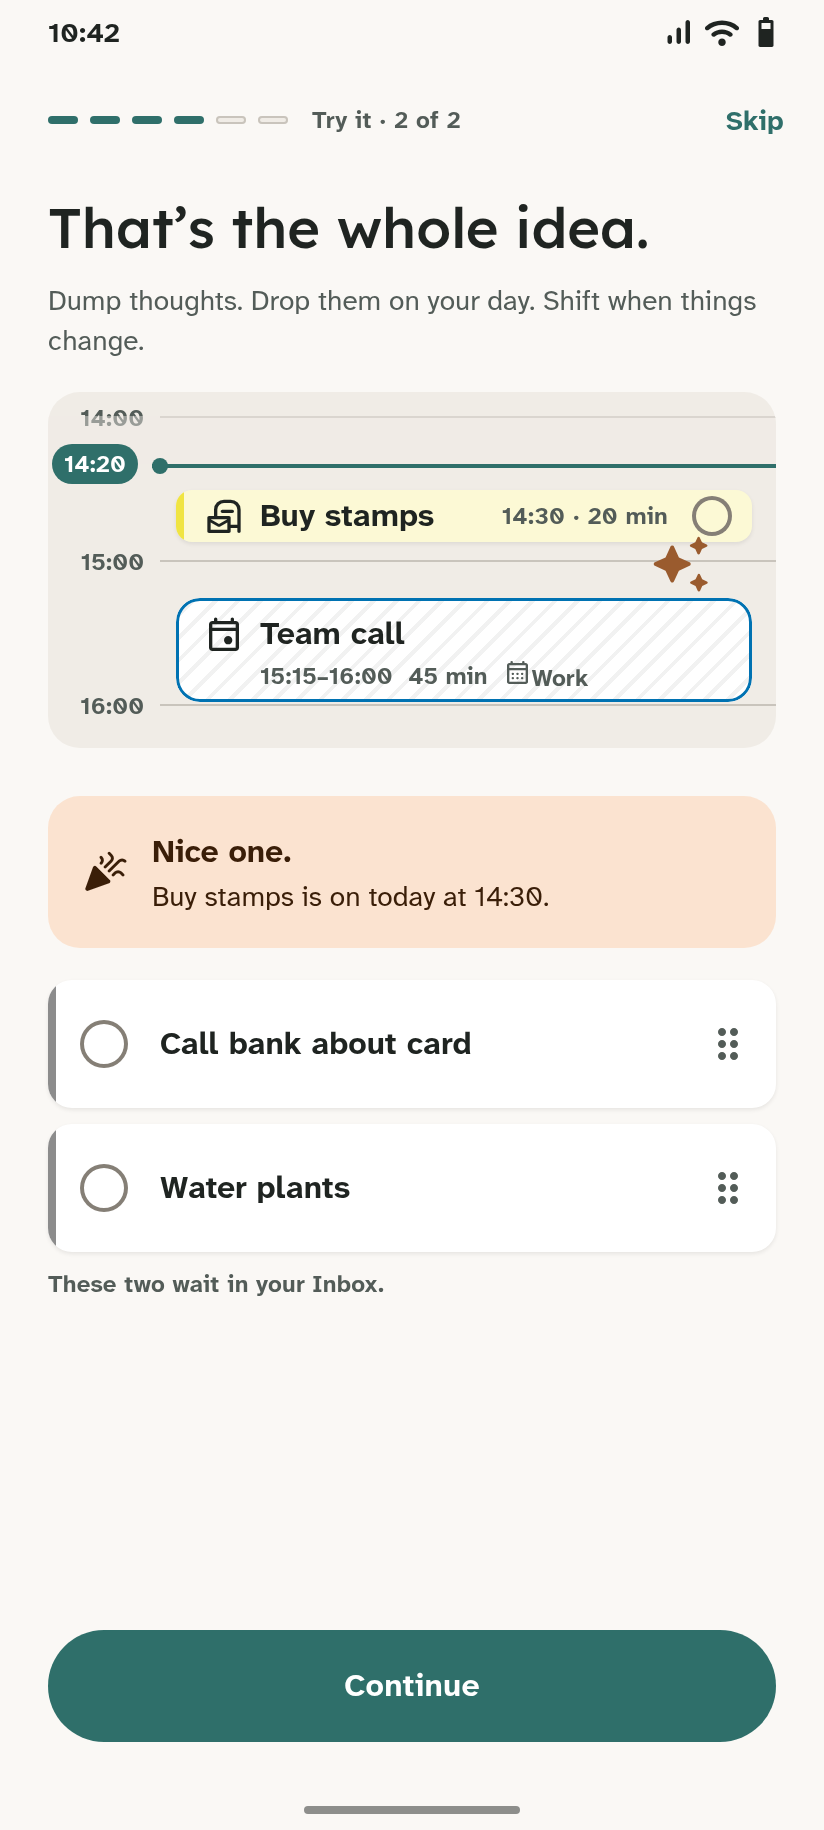 10:42
Try it · 2 of 2
Skip
That’s the whole idea.
Dump thoughts. Drop them on your day. Shift when things
change.
14:00
14:20
Buy stamps 14:30 · 20 min
15:00
Team call
15:15–16:00 45 min Work
16:00
Nice one.
Buy stamps is on today at 14:30.
Call bank about card
Water plants
These two wait in your Inbox.
Continue